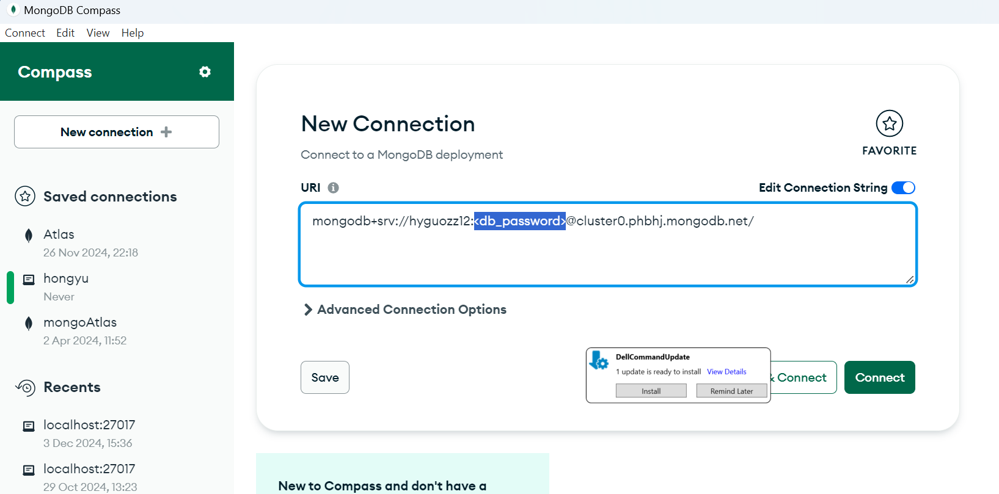 MongoDB Compass
Connect Edit View Help
Compass
New connection
Saved connections
Atlas
26 Nov 2024, 22:18
hongyu
Never
mongoAtlas
2 Apr 2024, 11:52
Recents
localhost:27017
3 Dec 2024, 15:36
localhost:27017
29 Oct 2024, 13:23
New Connection
Connect to a MongoDB deployment
FAVORITE
URI
Edit Connection String
mongodb+srv://hyguozz12:<db_password>@cluster0.phbhj.mongodb.net/
Advanced Connection Options
Save
DellCommandUpdate
1 update is ready to install View Details
Install Remind Later
& Connect
Connect
New to Compass and don't have a